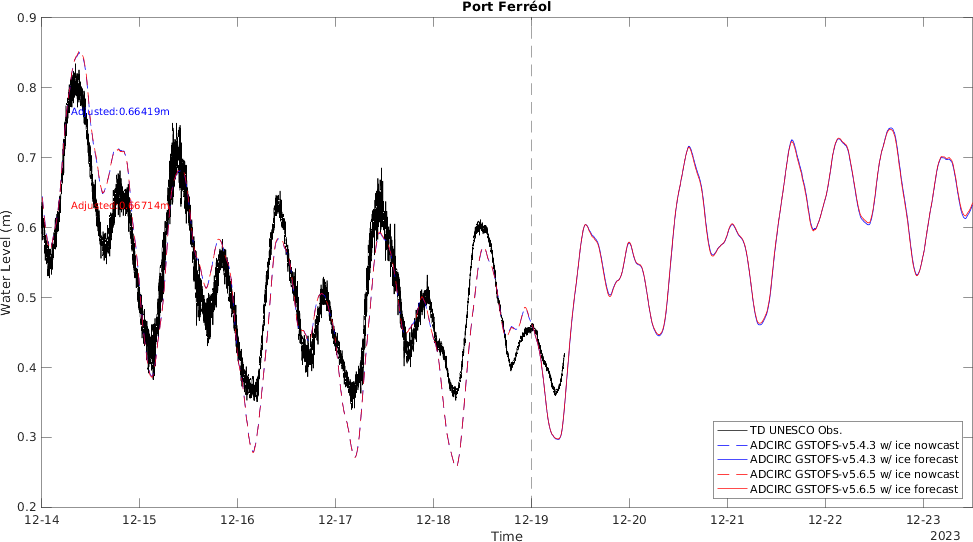 Port Ferréol
0.9
0.8
0.7
0.6
0.5
0.4
0.3
0.2
Water Level (m)
Adjusted:0.66419m
Adjusted:0.66714m
12-14
12-15
12-16
12-17
12-18
12-19
12-20
12-21
12-22
12-23
Time
2023
TD UNESCO Obs.
ADCIRC GSTOFS-v5.4.3 w/ ice nowcast
ADCIRC GSTOFS-v5.4.3 w/ ice forecast
ADCIRC GSTOFS-v5.6.5 w/ ice nowcast
ADCIRC GSTOFS-v5.6.5 w/ ice forecast